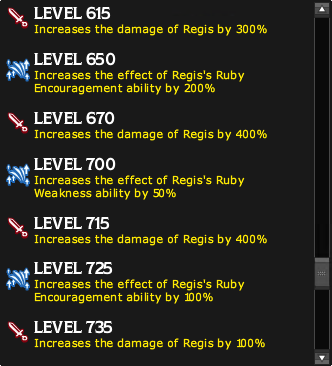 LEVEL 615
Increases the damage of Regis by 300%
LEVEL 650
Increases the effect of Regis's Ruby
Encouragement ability by 200%
LEVEL 670
Increases the damage of Regis by 400%
LEVEL 700
Increases the effect of Regis's Ruby
Weakness ability by 50%
LEVEL 715
Increases the damage of Regis by 400%
LEVEL 725
Increases the effect of Regis's Ruby
Encouragement ability by 100%
LEVEL 735
Increases the damage of Regis by 100%